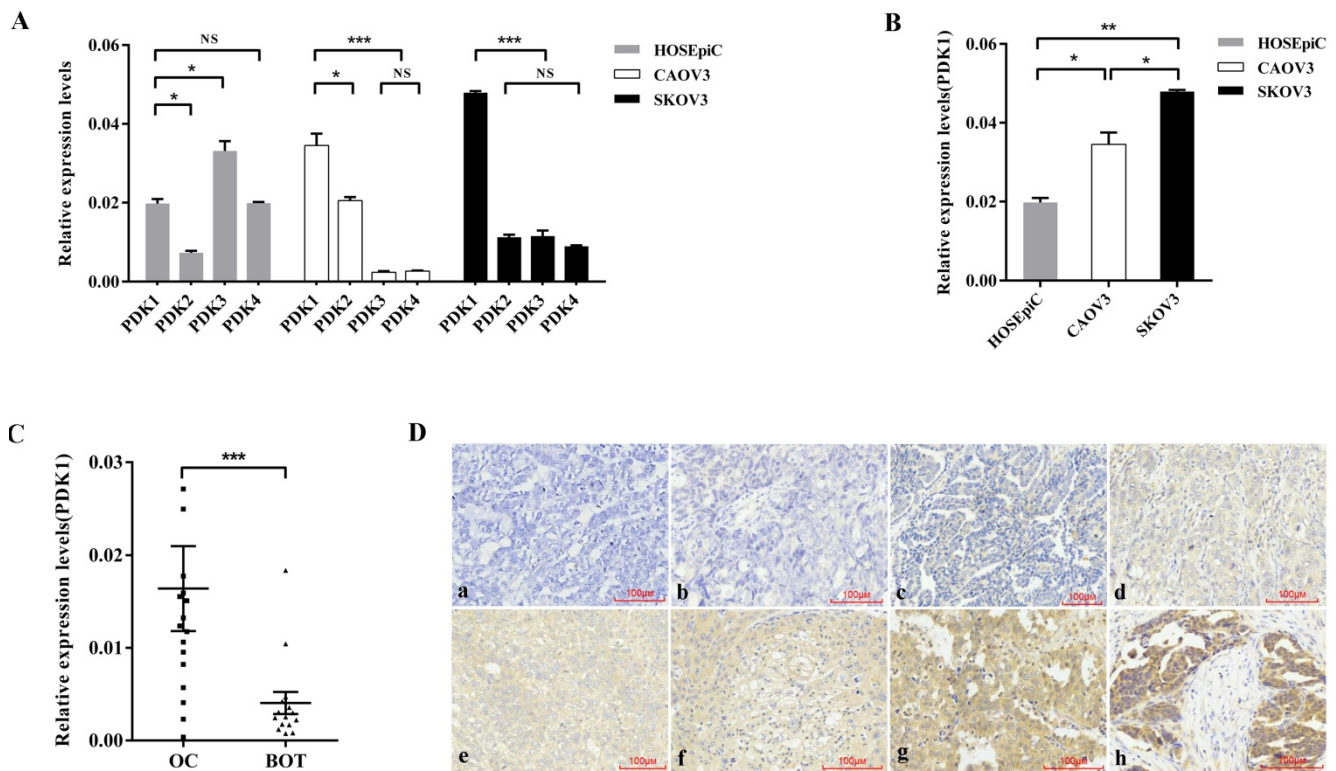 A
NS
***
***
HOSEpiC
CAOV3
SKOV3
*
*
*
NS
NS
Relative expression levels
0.06
0.04
0.02
0.00
PDK1
PDK2
PDK3
PDK4
PDK1
PDK2
PDK3
PDK4
PDK1
PDK2
PDK3
PDK4
B
**
*
*
HOSEpiC
CAOV3
SKOV3
Relative expression levels(PDK1)
0.06
0.04
0.02
0.00
HOSEpiC
CAOV3
SKOV3
C
***
Relative expression levels(PDK1)
0.03
0.02
0.01
0.00
OC
BOT
D
a
100μm
b
100μm
c
100μm
d
100μm
e
100μm
f
100μm
g
100μm
h
100μm